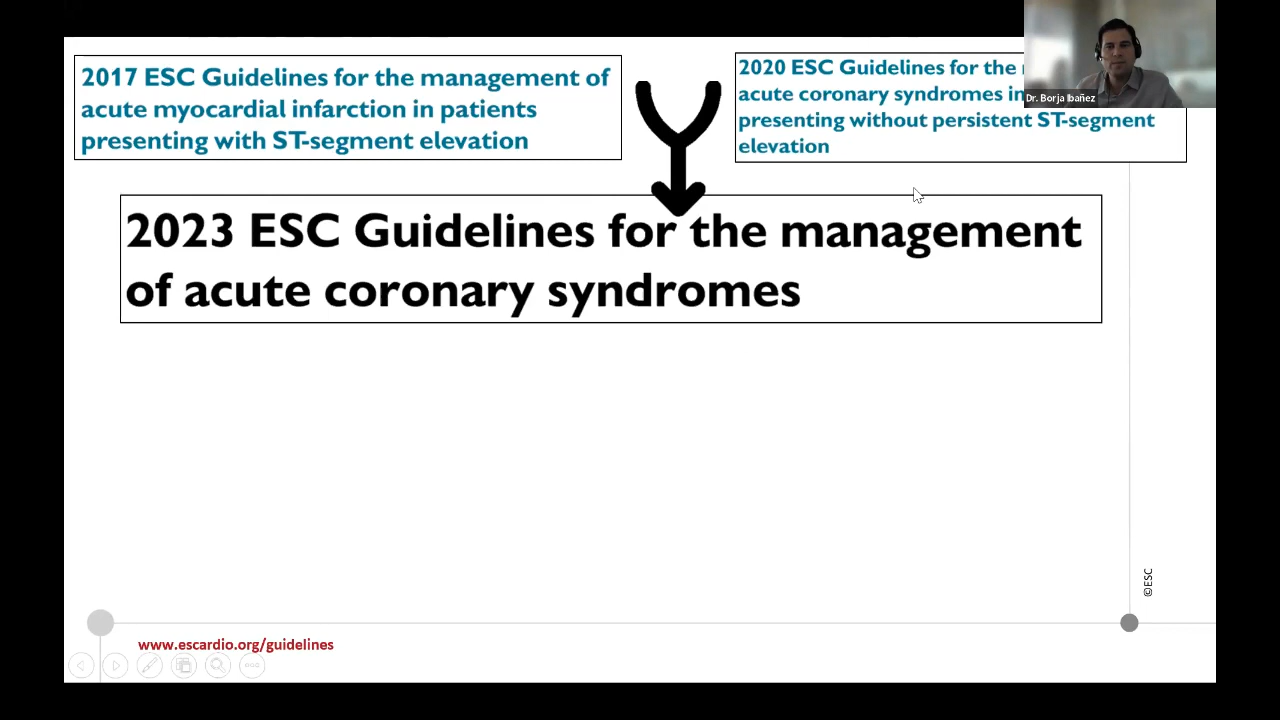 2017 ESC Guidelines for the management of
acute myocardial infarction in patients
presenting with ST-segment elevation
2020 ESC Guidelines for the
acute coronary syndromes in
presenting without persistent ST-segment
elevation
Dr. Borja Ibañez
2023 ESC Guidelines for the management
of acute coronary syndromes
©ESC
www.escardio.org/guidelines